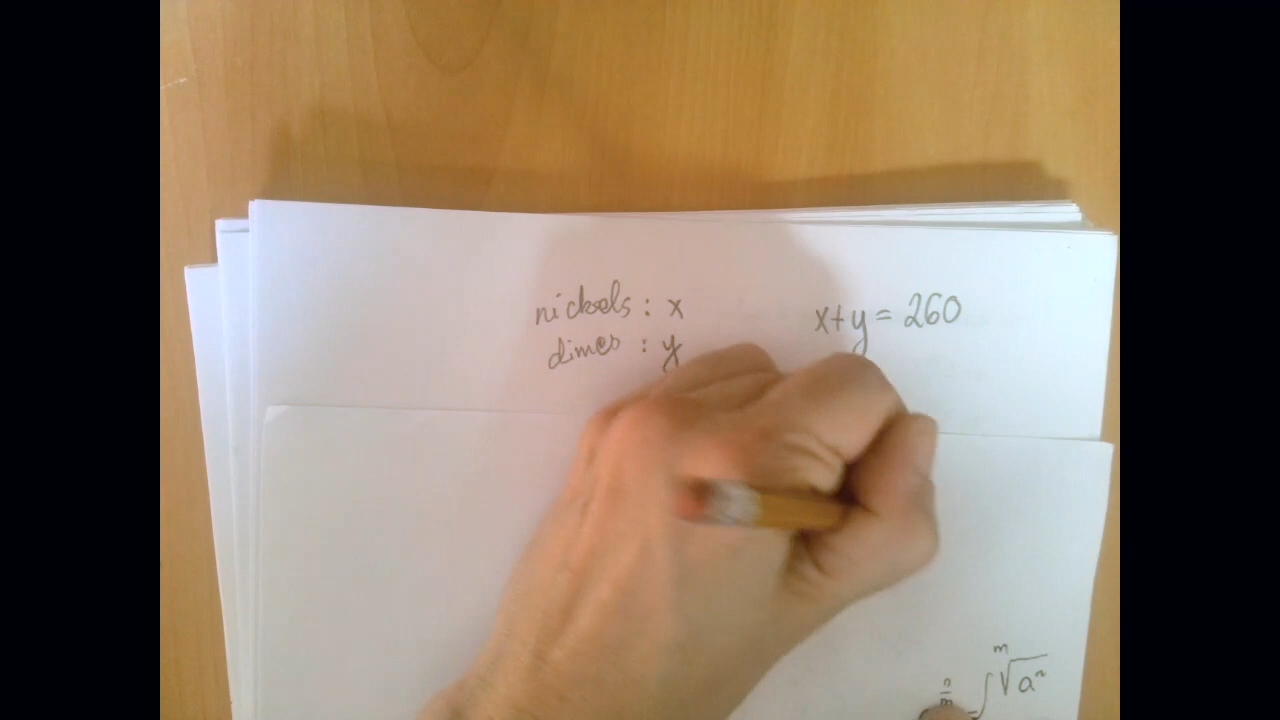 nickels : x
x+y = 260
dimes : y
m
√a^n
n/m =